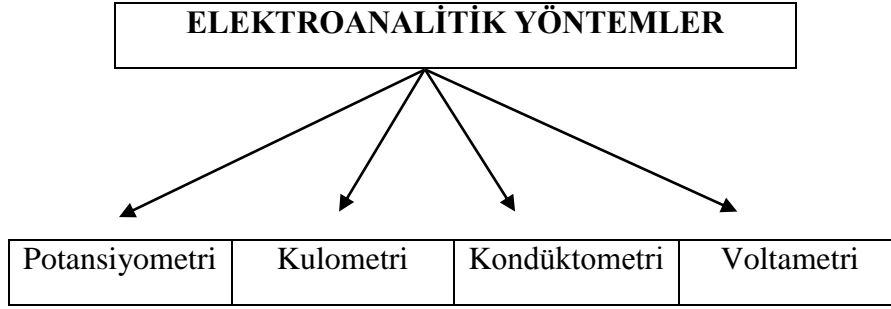 ELEKTROANALİTİK YÖNTEMLER
Potansiyometri Kulometri Kondüktometri Voltametri